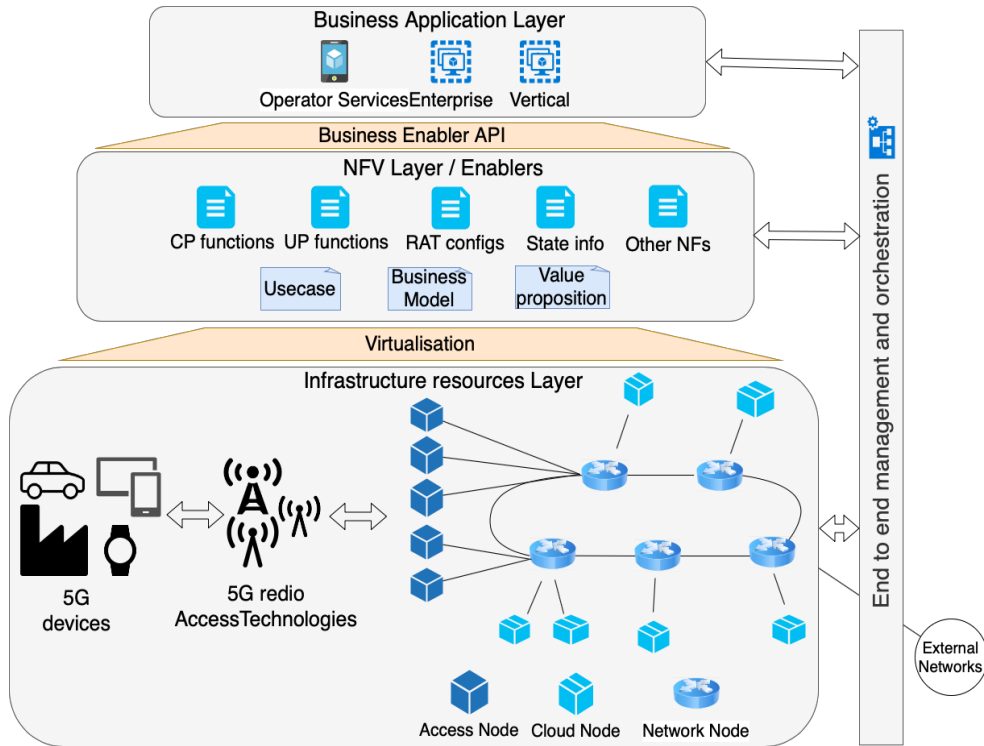 Business Application Layer
Operator Services
Enterprise
Vertical
Business Enabler API
NFV Layer / Enablers
CP functions
UP functions
RAT configs
State info
Other NFs
Usecase
Business
Model
Value
proposition
Virtualisation
Infrastructure resources Layer
5G
devices
5G redio
AccessTechnologies
Access Node
Cloud Node
Network Node
End to end management and orchestration
External
Networks